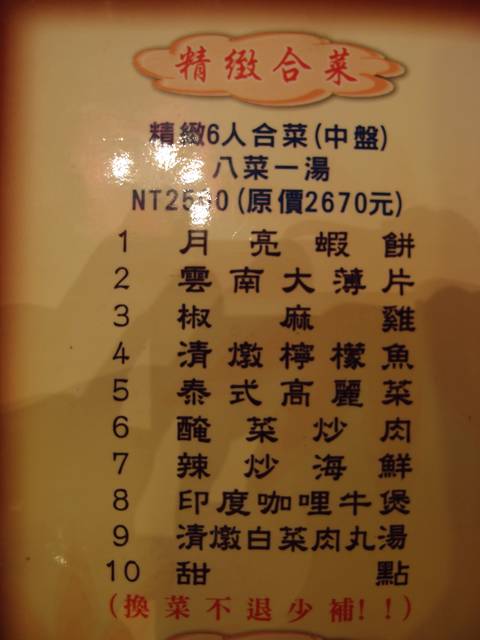 精緻合菜
精緻6人合菜(中盤)
八菜一湯
(原價2670元)
1 月亮蝦餅
2 雲南大薄片
3 椒麻雞
4 清燉檸檬魚
5 泰式高麗菜
6 醃菜炒肉
7 辣炒海鮮
8 印度咖哩牛煲
9 清燉白菜肉丸湯
10 甜點
(換菜不退少補!!)